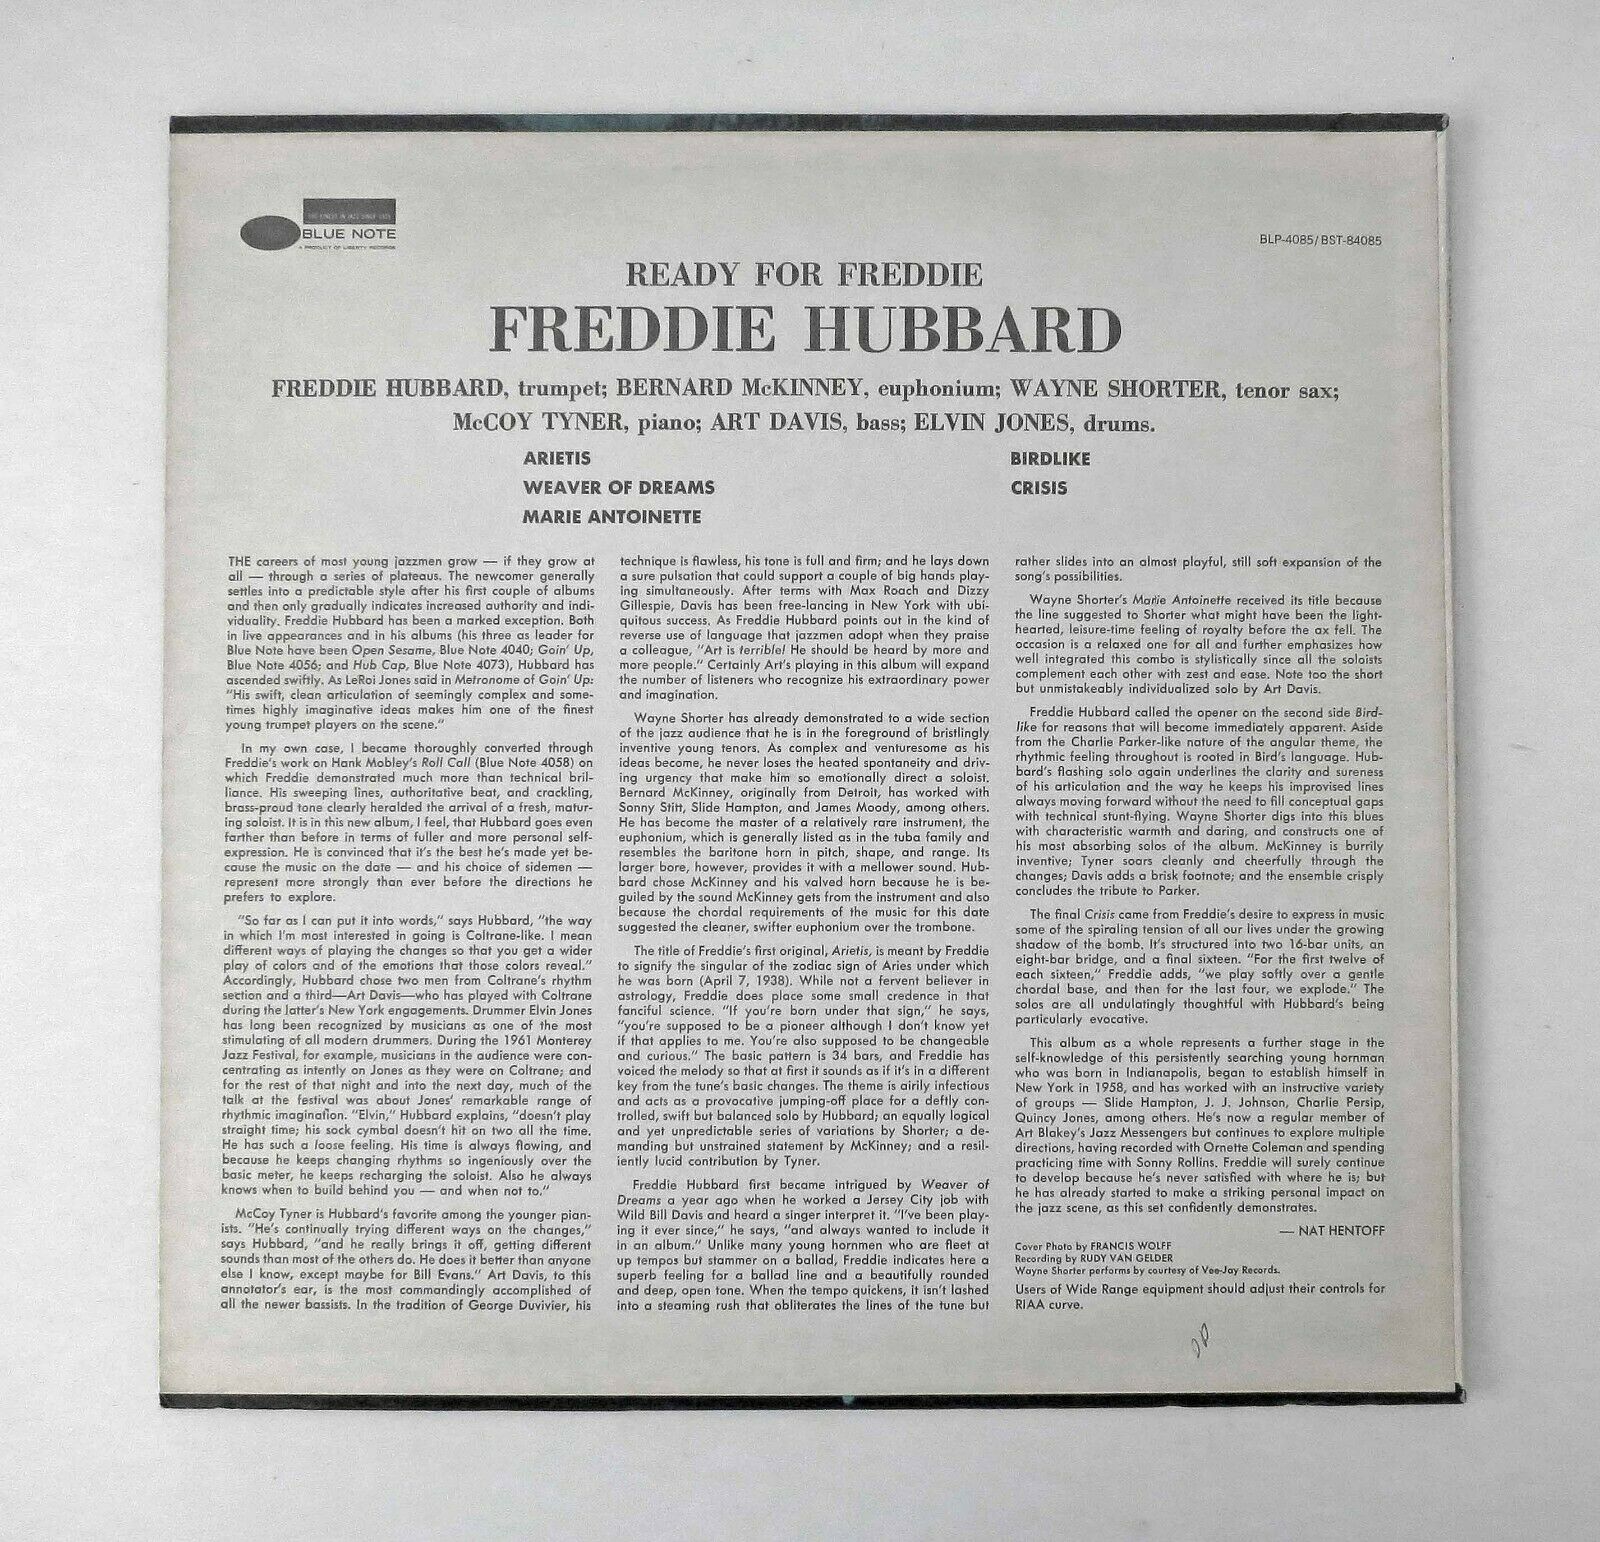 THE FINEST IN JAZZ SINCE 1939
BLUE NOTE
A PRODUCT OF LIBERTY RECORDS
BLP-4085/BST-84085
READY FOR FREDDIE
FREDDIE HUBBARD
FREDDIE HUBBARD, trumpet; BERNARD McKINNEY, euphonium; WAYNE SHORTER, tenor sax;
McCOY TYNER, piano; ART DAVIS, bass; ELVIN JONES, drums.
ARIETIS
WEAVER OF DREAMS
MARIE ANTOINETTE
BIRDLIKE
CRISIS
THE careers of most young jazzmen grow — if they grow at
all — through a series of plateaus. The newcomer generally
settles into a predictable style after his first couple of albums
and then only gradually indicates increased authority and indi-
viduality. Freddie Hubbard has been a marked exception. Both
in live appearances and in his albums (his three as leader for
Blue Note have been Open Sesame, Blue Note 4040; Goin' Up,
Blue Note 4056; and Hub Cap, Blue Note 4073), Hubbard has
ascended swiftly. As LeRoi Jones said in Metronome of Goin' Up:
"His swift, clean articulation of seemingly complex and some-
times highly imaginative ideas makes him one of the finest
young trumpet players on the scene."
In my own case, I became thoroughly converted through
Freddie's work on Hank Mobley's Roll Call (Blue Note 4058) on
which Freddie demonstrated much more than technical bril-
liance. His sweeping lines, authoritative beat, and crackling,
brass-proud tone clearly heralded the arrival of a fresh, matur-
ing soloist. It is in this new album, I feel, that Hubbard goes even
farther than before in terms of fuller and more personal self-
expression. He is convinced that it's the best he's made yet be-
cause the music on the date — and his choice of sidemen —
represent more strongly than ever before the directions he
prefers to explore.
"So far as I can put it into words," says Hubbard, "the way
in which I'm most interested in going is Coltrane-like. I mean
different ways of playing the changes so that you get a wider
play of colors and of the emotions that those colors reveal."
Accordingly, Hubbard chose two men from Coltrane's rhythm
section and a third—Art Davis—who has played with Coltrane
during the latter's New York engagements. Drummer Elvin Jones
has long been recognized by musicians as one of the most
stimulating of all modern drummers. During the 1961 Monterey
Jazz Festival, for example, musicians in the audience were con-
centrating as intently on Jones as they were on Coltrane; and
for the rest of that night and into the next day, much of the
talk at the festival was about Jones' remarkable range of
rhythmic imagination. "Elvin," Hubbard explains, "doesn't play
straight time; his sock cymbal doesn't hit on two all the time.
He has such a loose feeling. His time is always flowing, and
because he keeps changing rhythms so ingeniously over the
basic meter, he keeps recharging the soloist. Also he always
knows when to build behind you — and when not to."
McCoy Tyner is Hubbard's favorite among the younger pian-
ists. "He's continually trying different ways on the changes,"
says Hubbard, "and he really brings it off, getting different
sounds than most of the others do. He does it better than anyone
else I know, except maybe for Bill Evans." Art Davis, to this
annotator's ear, is the most commandingly accomplished of
all the newer bassists. In the tradition of George Duvivier, his
technique is flawless, his tone is full and firm; and he lays down
a sure pulsation that could support a couple of big hands play-
ing simultaneously. After terms with Max Roach and Dizzy
Gillespie, Davis has been free-lancing in New York with ubi-
quitous success. As Freddie Hubbard points out in the kind of
reverse use of language that jazzmen adopt when they praise
a colleague, "Art is terrible! He should be heard by more and
more people." Certainly Art's playing in this album will expand
the number of listeners who recognize his extraordinary power
and imagination.
Wayne Shorter has already demonstrated to a wide section
of the jazz audience that he is in the foreground of bristlingly
inventive young tenors. As complex and venturesome as his
ideas become, he never loses the heated spontaneity and driv-
ing urgency that make him so emotionally direct a soloist.
Bernard McKinney, originally from Detroit, has worked with
Sonny Stitt, Slide Hampton, and James Moody, among others.
He has become the master of a relatively rare instrument, the
euphonium, which is generally listed as in the tuba family and
resembles the baritone horn in pitch, shape, and range. Its
larger bore, however, provides it with a mellower sound. Hub-
bard chose McKinney and his valved horn because he is be-
guiled by the sound McKinney gets from the instrument and also
because the chordal requirements of the music for this date
suggested the cleaner, swifter euphonium over the trombone.
The title of Freddie's first original, Arietis, is meant by Freddie
to signify the singular of the zodiac sign of Aries under which
he was born (April 7, 1938). While not a fervent believer in
astrology, Freddie does place some small credence in that
fanciful science. "If you're born under that sign," he says,
"you're supposed to be a pioneer although I don't know yet
if that applies to me. You're also supposed to be changeable
and curious." The basic pattern is 34 bars, and Freddie has
voiced the melody so that at first it sounds as if it's in a different
key from the tune's basic changes. The theme is airily infectious
and acts as a provocative jumping-off place for a deftly con-
trolled, swift but balanced solo by Hubbard; an equally logical
and yet unpredictable series of variations by Shorter; a de-
manding but unstrained statement by McKinney; and a resil-
iently lucid contribution by Tyner.
Freddie Hubbard first became intrigued by Weaver of
Dreams a year ago when he worked a Jersey City job with
Wild Bill Davis and heard a singer interpret it. "I've been play-
ing it ever since," he says, "and always wanted to include it
in an album." Unlike many young hornmen who are fleet at
up tempos but stammer on a ballad, Freddie indicates here a
superb feeling for a ballad line and a beautifully rounded
and deep, open tone. When the tempo quickens, it isn't lashed
into a steaming rush that obliterates the lines of the tune but
rather slides into an almost playful, still soft expansion of the
song's possibilities.
Wayne Shorter's Marie Antoinette received its title because
the line suggested to Shorter what might have been the light-
hearted, leisure-time feeling of royalty before the ax fell. The
occasion is a relaxed one for all and further emphasizes how
well integrated this combo is stylistically since all the soloists
complement each other with zest and ease. Note too the short
but unmistakeably individualized solo by Art Davis.
Freddie Hubbard called the opener on the second side Bird-
like for reasons that will become immediately apparent. Aside
from the Charlie Parker-like nature of the angular theme, the
rhythmic feeling throughout is rooted in Bird's language. Hub-
bard's flashing solo again underlines the clarity and sureness
of his articulation and the way he keeps his improvised lines
always moving forward without the need to fill conceptual gaps
with technical stunt-flying. Wayne Shorter digs into this blues
with characteristic warmth and daring, and constructs one of
his most absorbing solos of the album. McKinney is burrily
inventive; Tyner soars cleanly and cheerfully through the
changes; Davis adds a brisk footnote; and the ensemble crisply
concludes the tribute to Parker.
The final Crisis came from Freddie's desire to express in music
some of the spiraling tension of all our lives under the growing
shadow of the bomb. It's structured into two 16-bar units, an
eight-bar bridge, and a final sixteen. "For the first twelve of
each sixteen," Freddie adds, "we play softly over a gentle
chordal base, and then for the last four, we explode." The
solos are all undulatingly thoughtful with Hubbard's being
particularly evocative.
This album as a whole represents a further stage in the
self-knowledge of this persistently searching young hornman
who was born in Indianapolis, began to establish himself in
New York in 1958, and has worked with an instructive variety
of groups — Slide Hampton, J. J. Johnson, Charlie Persip,
Quincy Jones, among others. He's now a regular member of
Art Blakey's Jazz Messengers but continues to explore multiple
directions, having recorded with Ornette Coleman and spending
practicing time with Sonny Rollins. Freddie will surely continue
to develop because he's never satisfied with where he is; but
he has already started to make a striking personal impact on
the jazz scene, as this set confidently demonstrates.
— NAT HENTOFF
Cover Photo by FRANCIS WOLFF
Recording by RUDY VAN GELDER
Wayne Shorter performs by courtesy of Vee-Jay Records.
Users of Wide Range equipment should adjust their controls for
RIAA curve.